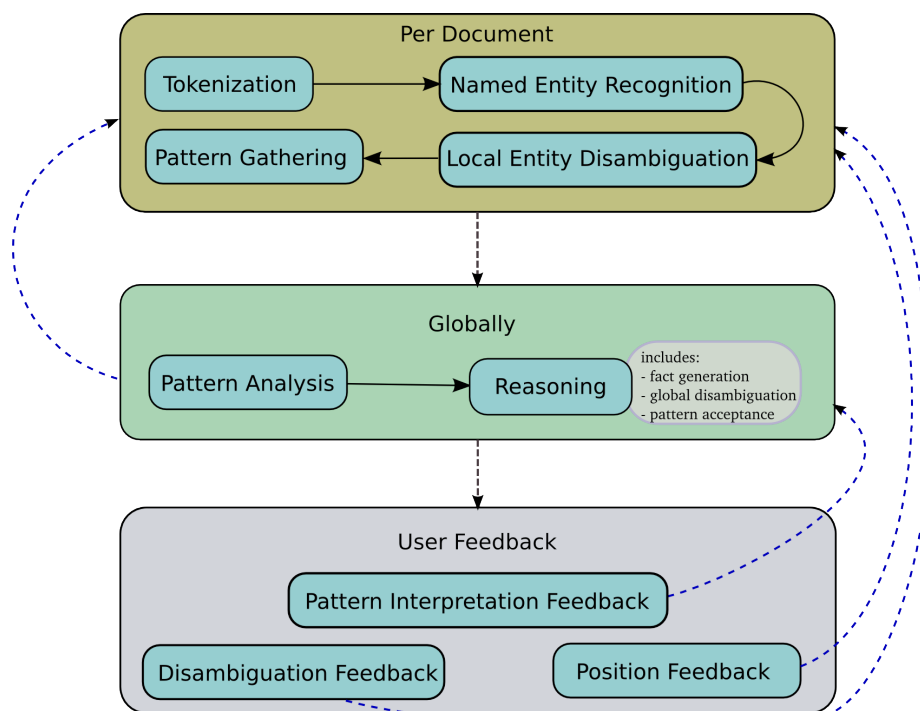 Per Document
Tokenization
Named Entity Recognition
Pattern Gathering
Local Entity Disambiguation
Globally
Pattern Analysis
Reasoning
includes:
- fact generation
- global disambiguation
- pattern acceptance
User Feedback
Pattern Interpretation Feedback
Disambiguation Feedback
Position Feedback